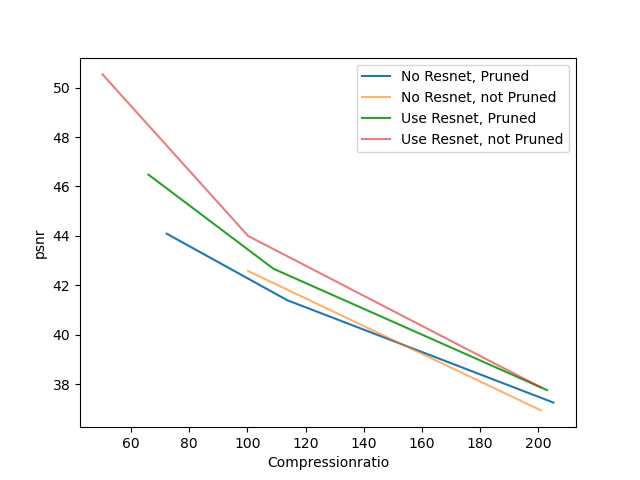 No Resnet, Pruned
No Resnet, not Pruned
Use Resnet, Pruned
Use Resnet, not Pruned
50
48
46
44
42
40
38
psnr
60 80 100 120 140 160 180 200
Compressionratio